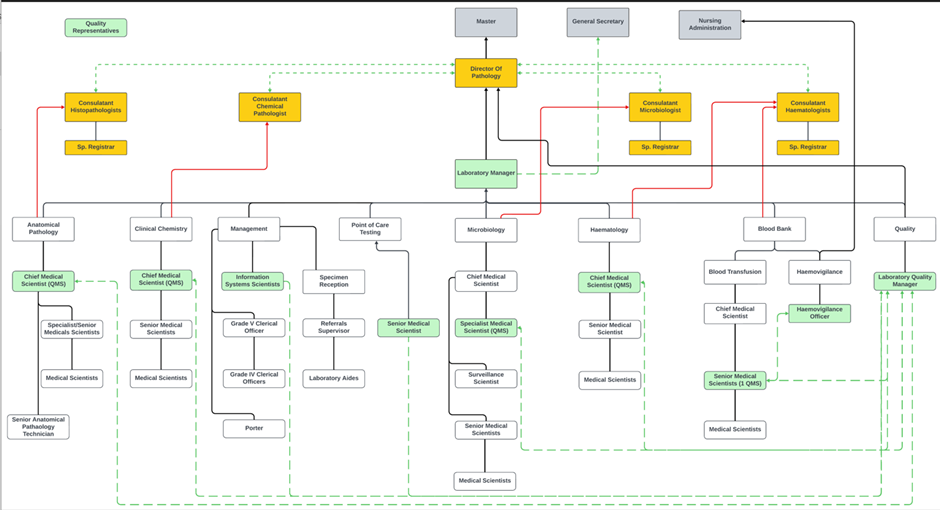 Quality
Representatives
Master
General Secretary
Nursing
Administration
Director Of
Pathology
Consulatant
Histopathologists
Consulatant
Chemical
Pathologist
Consulatant
Microbiologist
Consulatant
Haematologists
Sp. Registrar
Sp. Registrar
Sp. Registrar
Laboratory Manager
Anatomical
Pathology
Clinical Chemistry
Management
Point of Care
Testing
Microbiology
Haematology
Blood Bank
Quality
Chief Medical
Scientist (QMS)
Chief Medical
Scientist (QMS)
Information
Systems Scientists
Specimen
Reception
Chief Medical
Scientist
Chief Medical
Scientist (QMS)
Blood Transfusion
Haemovigilance
Laboratory Quality
Manager
Specialist/Senior
Medicals Scientists
Senior Medical
Scientists
Grade V Clerical
Officer
Referrals
Supervisor
Senior Medical
Scientist
Specialist Medical
Scientist (QMS)
Senior Medical
Scientist
Chief Medical
Scientist
Haemovigilance
Officer
Medical Scientists
Medical Scientists
Grade IV Clerical
Officers
Laboratory Aides
Surveillance
Scientist
Medical Scientists
Senior Medical
Scientists (1 QMS)
Senior Anatomical
Pathaology
Technician
Porter
Senior Medical
Scientists
Medical Scientists
Medical Scientists